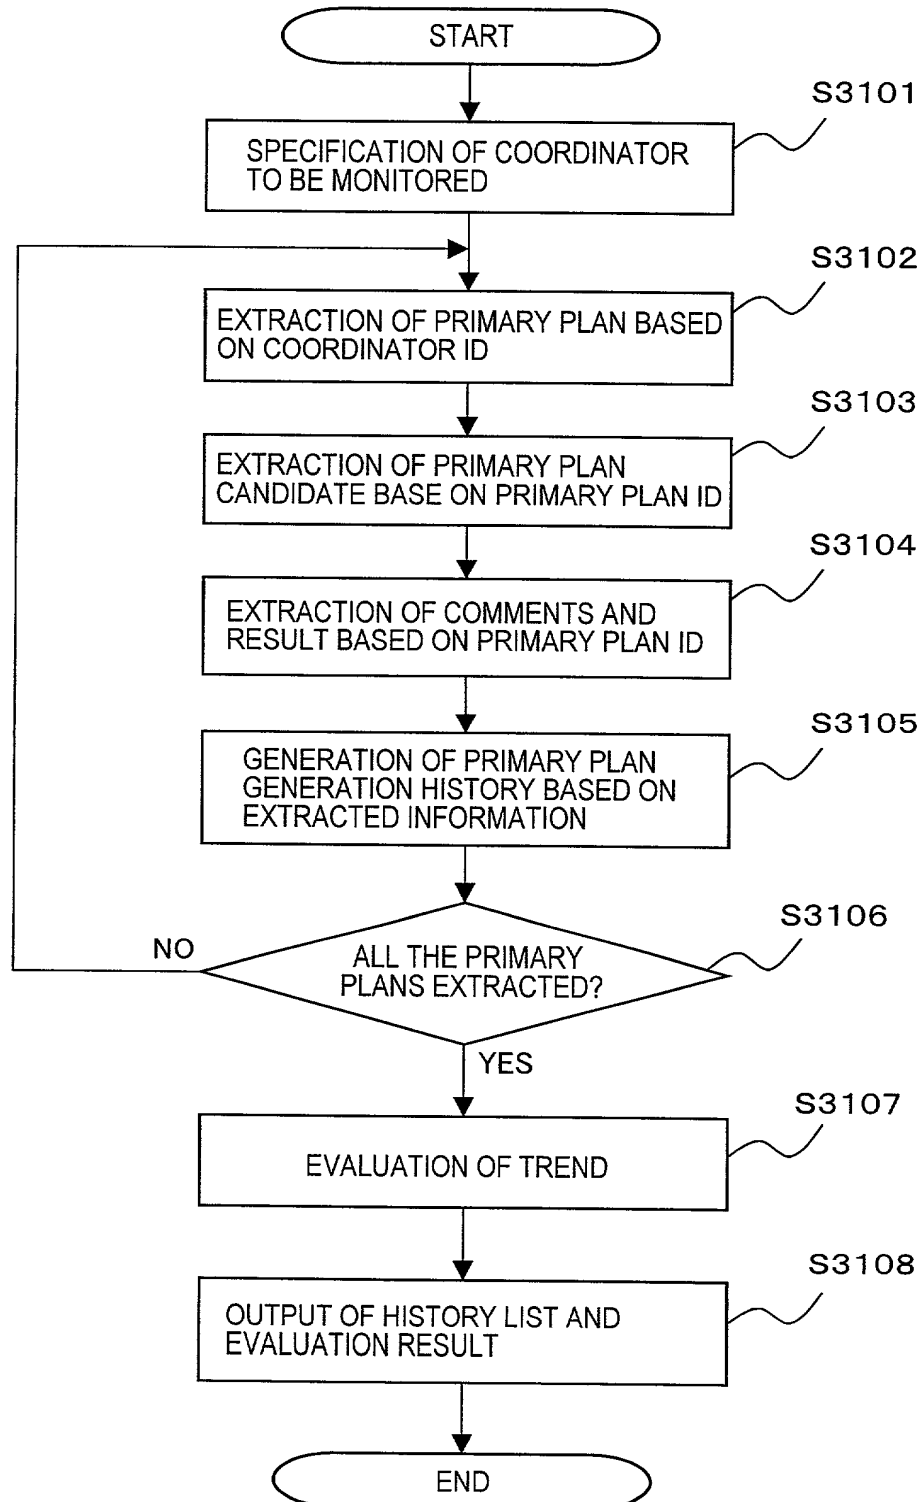 START
S3101
SPECIFICATION OF COORDINATOR
TO BE MONITORED
S3102
EXTRACTION OF PRIMARY PLAN BASED
ON COORDINATOR ID
S3103
EXTRACTION OF PRIMARY PLAN
CANDIDATE BASE ON PRIMARY PLAN ID
S3104
EXTRACTION OF COMMENTS AND
RESULT BASED ON PRIMARY PLAN ID
S3105
GENERATION OF PRIMARY PLAN
GENERATION HISTORY BASED ON
EXTRACTED INFORMATION
S3106
NO
ALL THE PRIMARY
PLANS EXTRACTED?
YES
S3107
EVALUATION OF TREND
S3108
OUTPUT OF HISTORY LIST AND
EVALUATION RESULT
END